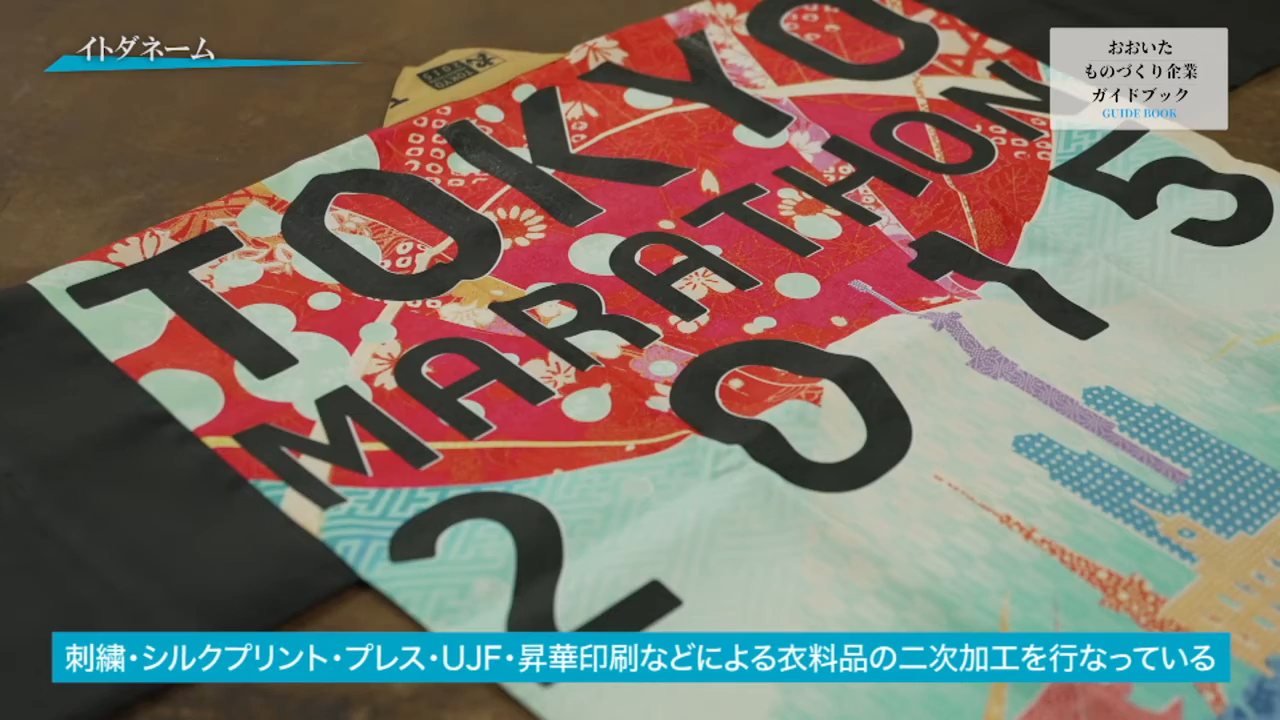 イトダネーム
おおいた
ものづくり企業
ガイドブック
GUIDE BOOK
TOKYO
MARATHON
2015
刺繍・シルクプリント・プレス・UJF・昇華印刷などによる衣料品の二次加工を行なっている